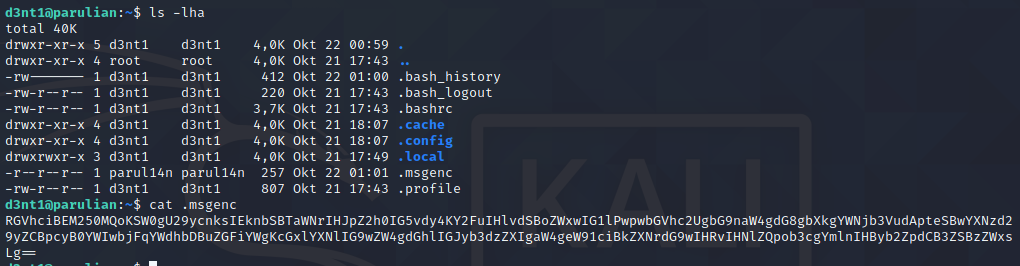 d3nt1@parulian:~$ ls -lha
total 40K
drwxr-xr-x 5 d3nt1 d3nt1 4,0K Okt 22 00:59 .
drwxr-xr-x 4 root root 4,0K Okt 21 17:43 ..
-rw------- 1 d3nt1 d3nt1 412 Okt 22 01:00 .bash_history
-rw-r--r-- 1 d3nt1 d3nt1 220 Okt 21 17:43 .bash_logout
-rw-r--r-- 1 d3nt1 d3nt1 3,7K Okt 21 17:43 .bashrc
drwxr-xr-x 4 d3nt1 d3nt1 4,0K Okt 21 18:07 .cache
drwxr-xr-x 4 d3nt1 d3nt1 4,0K Okt 21 18:07 .config
drwxrwxr-x 3 d3nt1 d3nt1 4,0K Okt 21 17:49 .local
-r--r--r-- 1 parul14n parul14n 257 Okt 22 01:01 .msgenc
-rw-r--r-- 1 d3nt1 d3nt1 807 Okt 21 17:43 .profile
d3nt1@parulian:~$ cat .msgenc
RGVhciBEM250MQoKSW0gU29ycnksIEknbSBTaWNrIHJpZ2h0IG5vdy4KY2FuIHlvdSBoZWxwIG1lPwpwbGVhc2UgbG9naW4gdG8gbXkgYWNjb3VudApteSBwYXNzd2
9yZCBpcyB0YWIwbjFqYWdhbDBuZGFiYWgKcGxlYXNlIG9wZW4gdGhlIGJyb3dzZXIgaW4geW91ciBkZXNrdG9wIHRvIHNlZQpob3cgYmlnIHByb2ZpdCB3ZSBzZWxs
Lg==
KALI